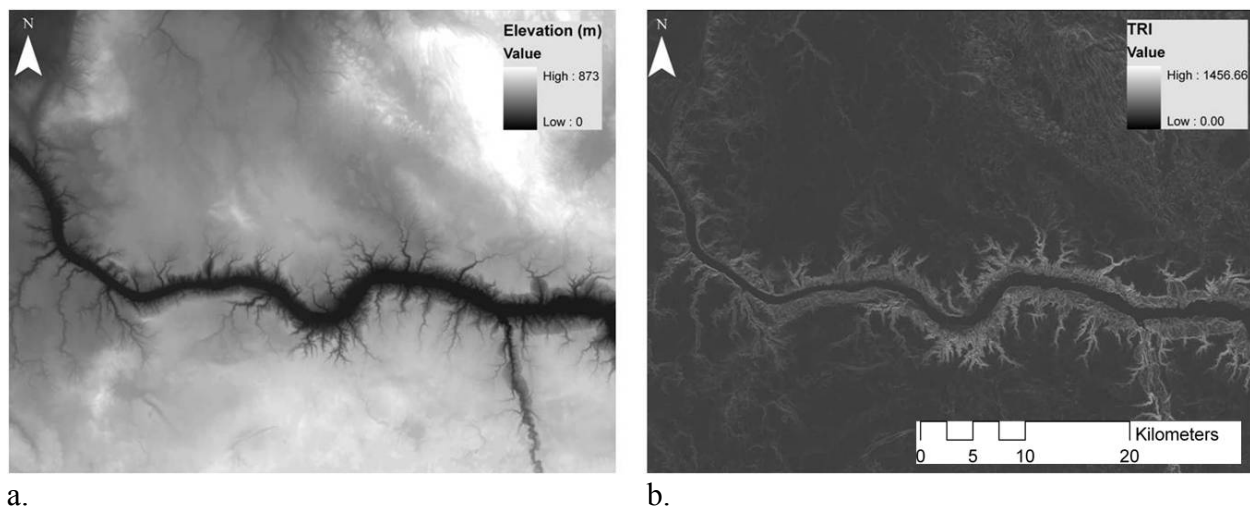 N
Elevation (m)
Value
High : 873
Low : 0
N
TRI
Value
High : 1456.66
Low : 0.00
Kilometers
0 5 10 20
a.
b.